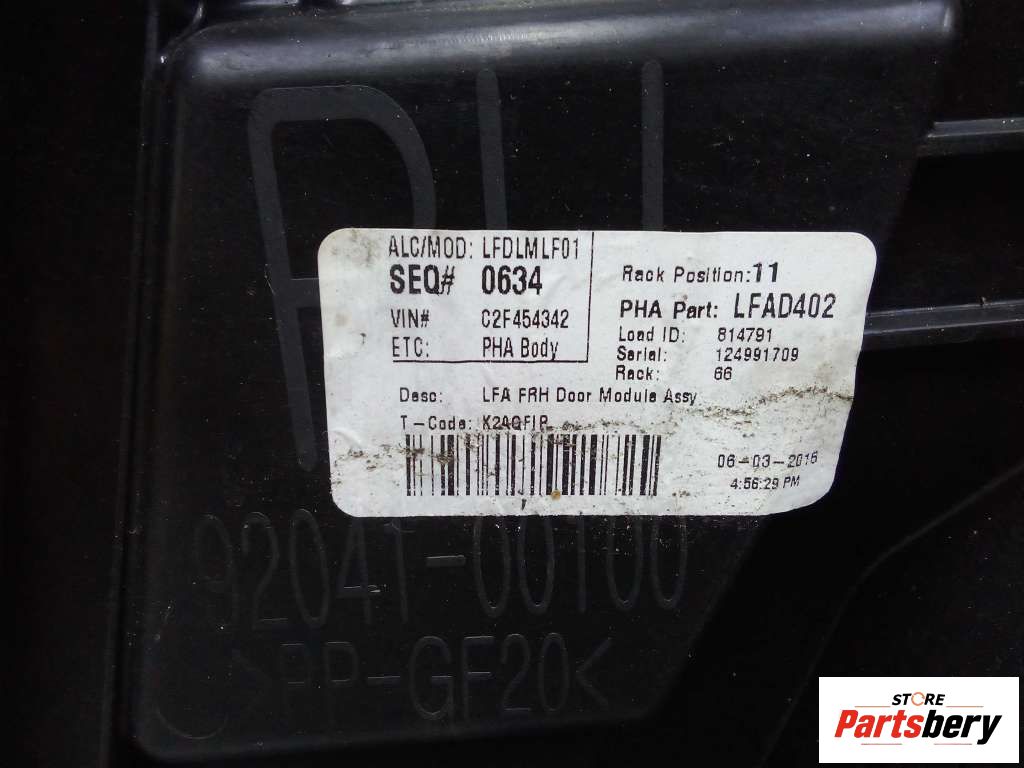 ALC/MOD: LFDLMLF01
SEQ# 0634
VIN# C2F454342
ETC: PHA Body
Rack Position: 11
PHA Part: LFAD402
Load ID: 814791
Serial: 124991709
Rack: 66
Desc: LFA FRH Door Module Assy
T-Code: K2AQFIP
06-03-2015
4:56:29 PM
92041-00100
>PP-GF20<
STORE
Partsbery